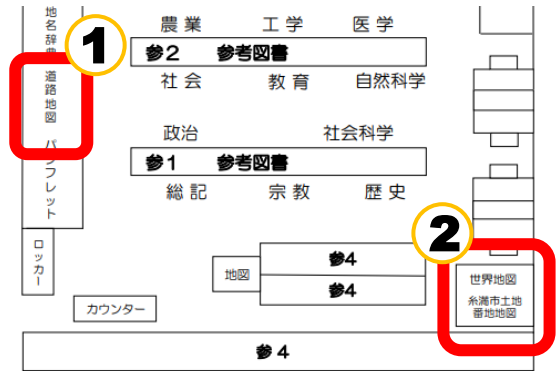 地名辞典
道路地図
パンフレット
1
農業 工学 医学
参2 参考図書
社会 教育 自然科学
政治 社会科学
参1 参考図書
総記 宗教 歴史
2
ロッカー
地図
参4
参4
世界地図
糸満市土地
番地地図
カウンター
参4